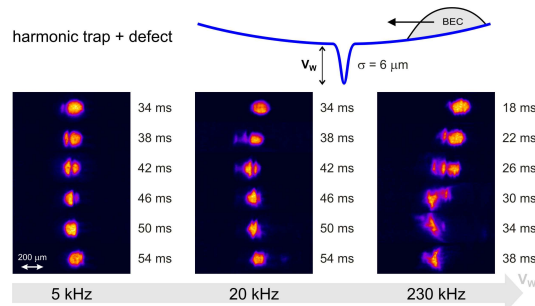 harmonic trap + defect
BEC
V_W
σ = 6 μm
34 ms
38 ms
42 ms
46 ms
50 ms
54 ms
200 μm
34 ms
38 ms
42 ms
46 ms
50 ms
54 ms
18 ms
22 ms
26 ms
30 ms
34 ms
38 ms
5 kHz
20 kHz
230 kHz
V_W